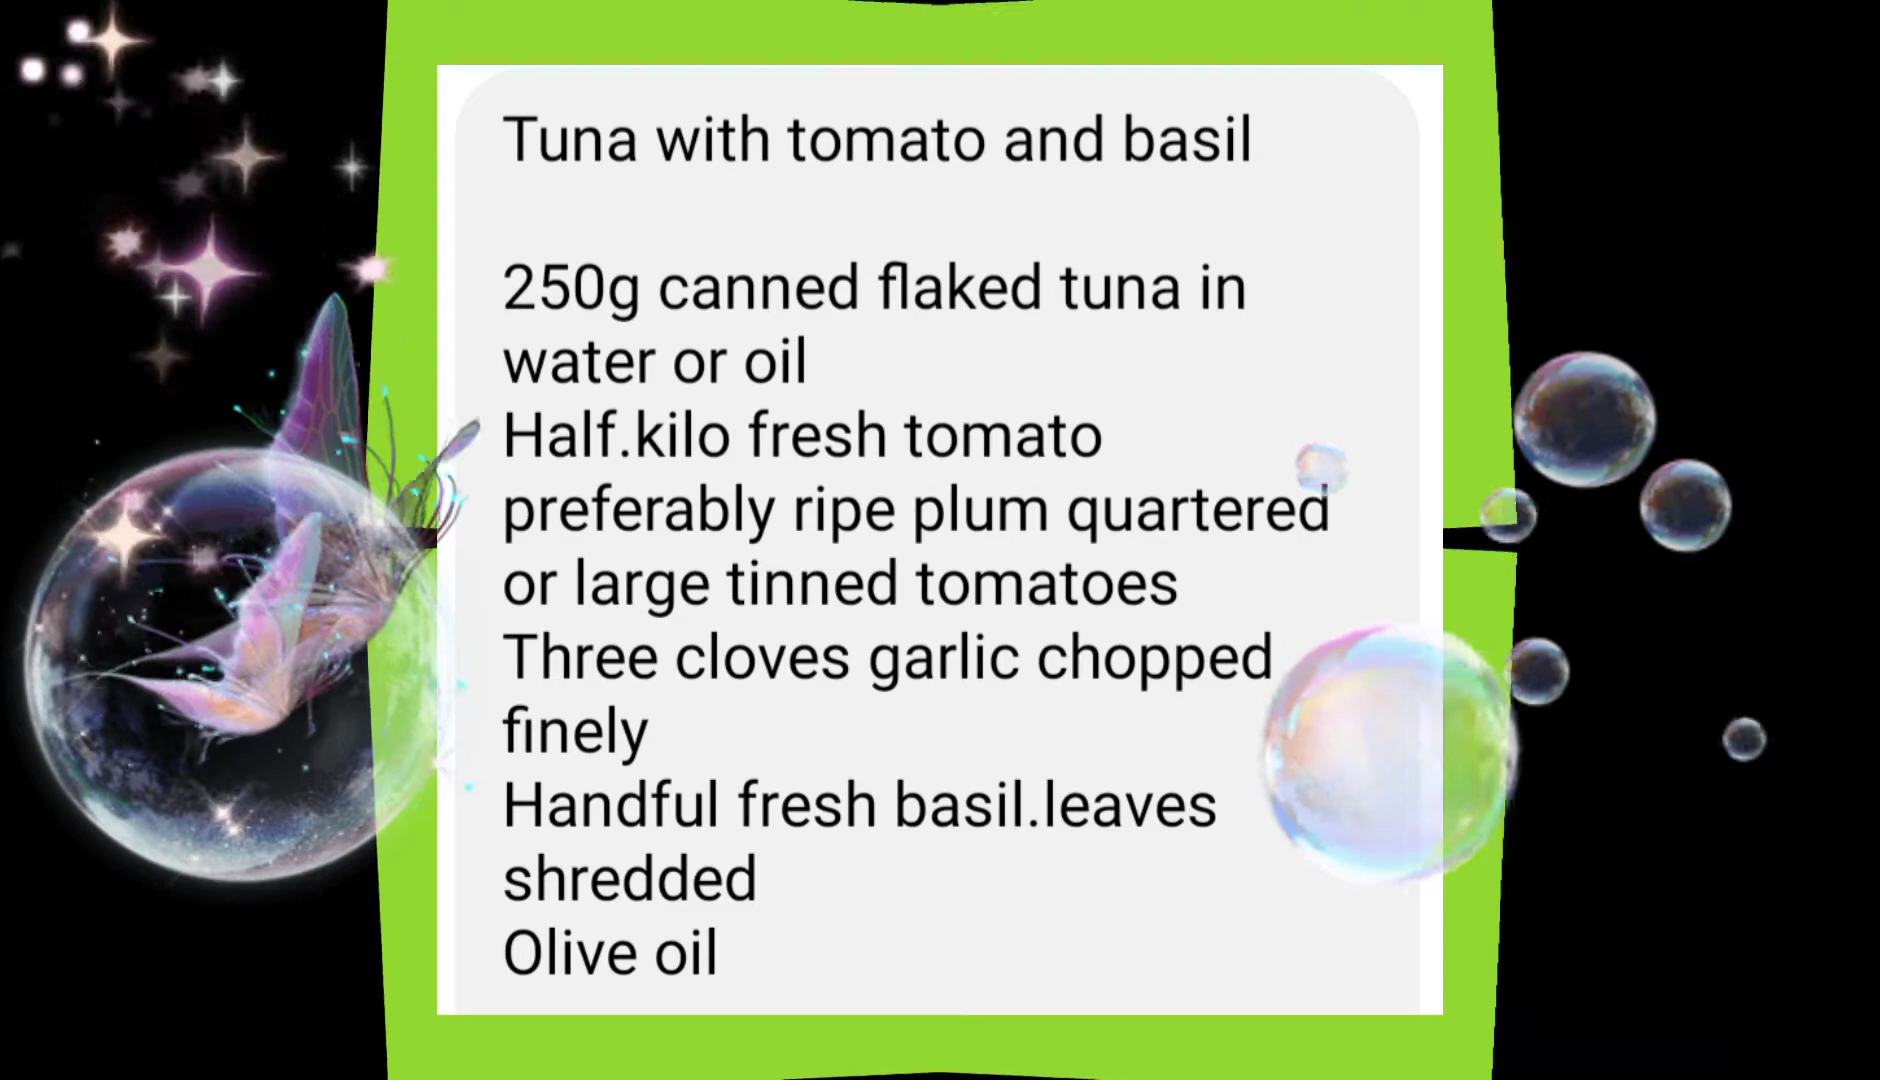 Tuna with tomato and basil
250g canned flaked tuna in
water or oil
Half.kilo fresh tomato
preferably ripe plum quartered
or large tinned tomatoes
Three cloves garlic chopped
finely
Handful fresh basil.leaves
shredded
Olive oil